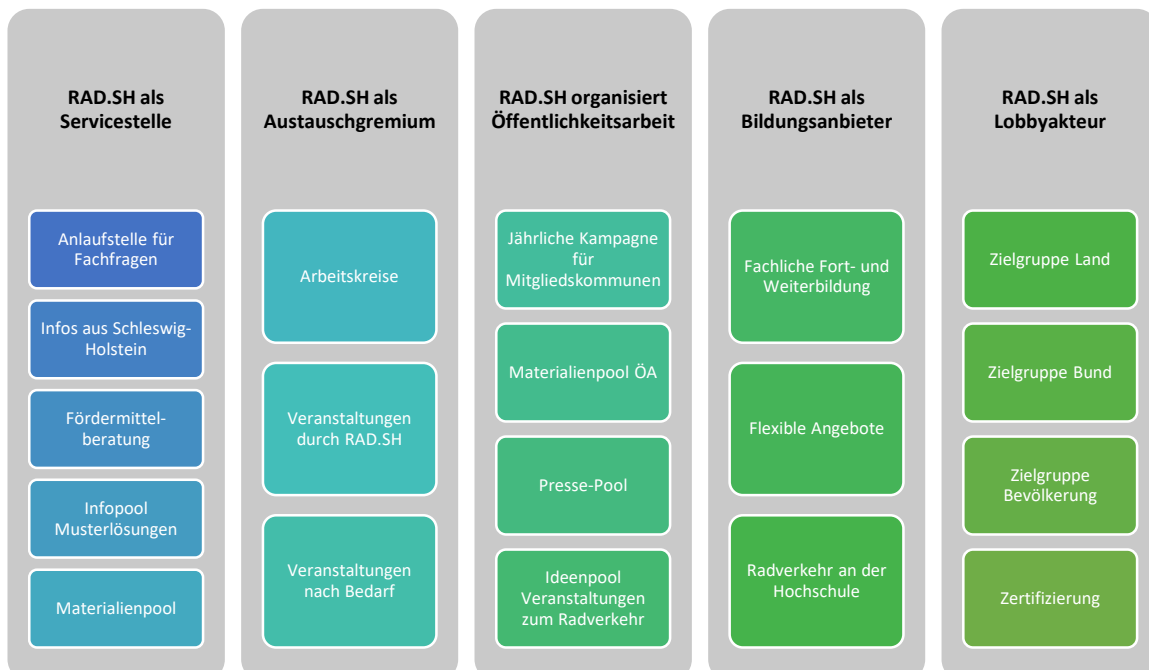 RAD.SH als
Servicestelle
Anlaufstelle für
Fachfragen
Infos aus Schleswig-
Holstein
Fördermittel-
beratung
Infopool
Musterlösungen
Materialienpool
RAD.SH als
Austauschgremium
Arbeitskreise
Veranstaltungen
durch RAD.SH
Veranstaltungen
nach Bedarf
RAD.SH organisiert
Öffentlichkeitsarbeit
Jährliche Kampagne
für
Mitgliedskommunen
Materialienpool ÖA
Presse-Pool
Ideenpool
Veranstaltungen
zum Radverkehr
RAD.SH als
Bildungsanbieter
Fachliche Fort- und
Weiterbildung
Flexible Angebote
Radverkehr an der
Hochschule
RAD.SH als
Lobbyakteur
Zielgruppe Land
Zielgruppe Bund
Zielgruppe
Bevölkerung
Zertifizierung